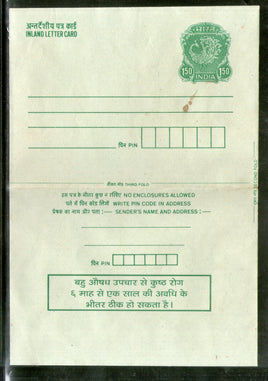 अन्तर्देशीय पत्र कार्ड
INLAND LETTER CARD
150 150
INDIA
पिन PIN
तीसरा मोड़ THIRD FOLD
इस पत्र के भीतर कुछ न रखिए NO ENCLOSURES ALLOWED
पते में पिन कोड लिखें WRITE PIN CODE IN ADDRESS
प्रेषक का नाम और पता :— SENDER'S NAME AND ADDRESS :—
पिन PIN
बहु औषध उपचार से कुष्ठ रोग
६ माह से एक साल की अवधि के
भीतर ठीक हो सकता है।